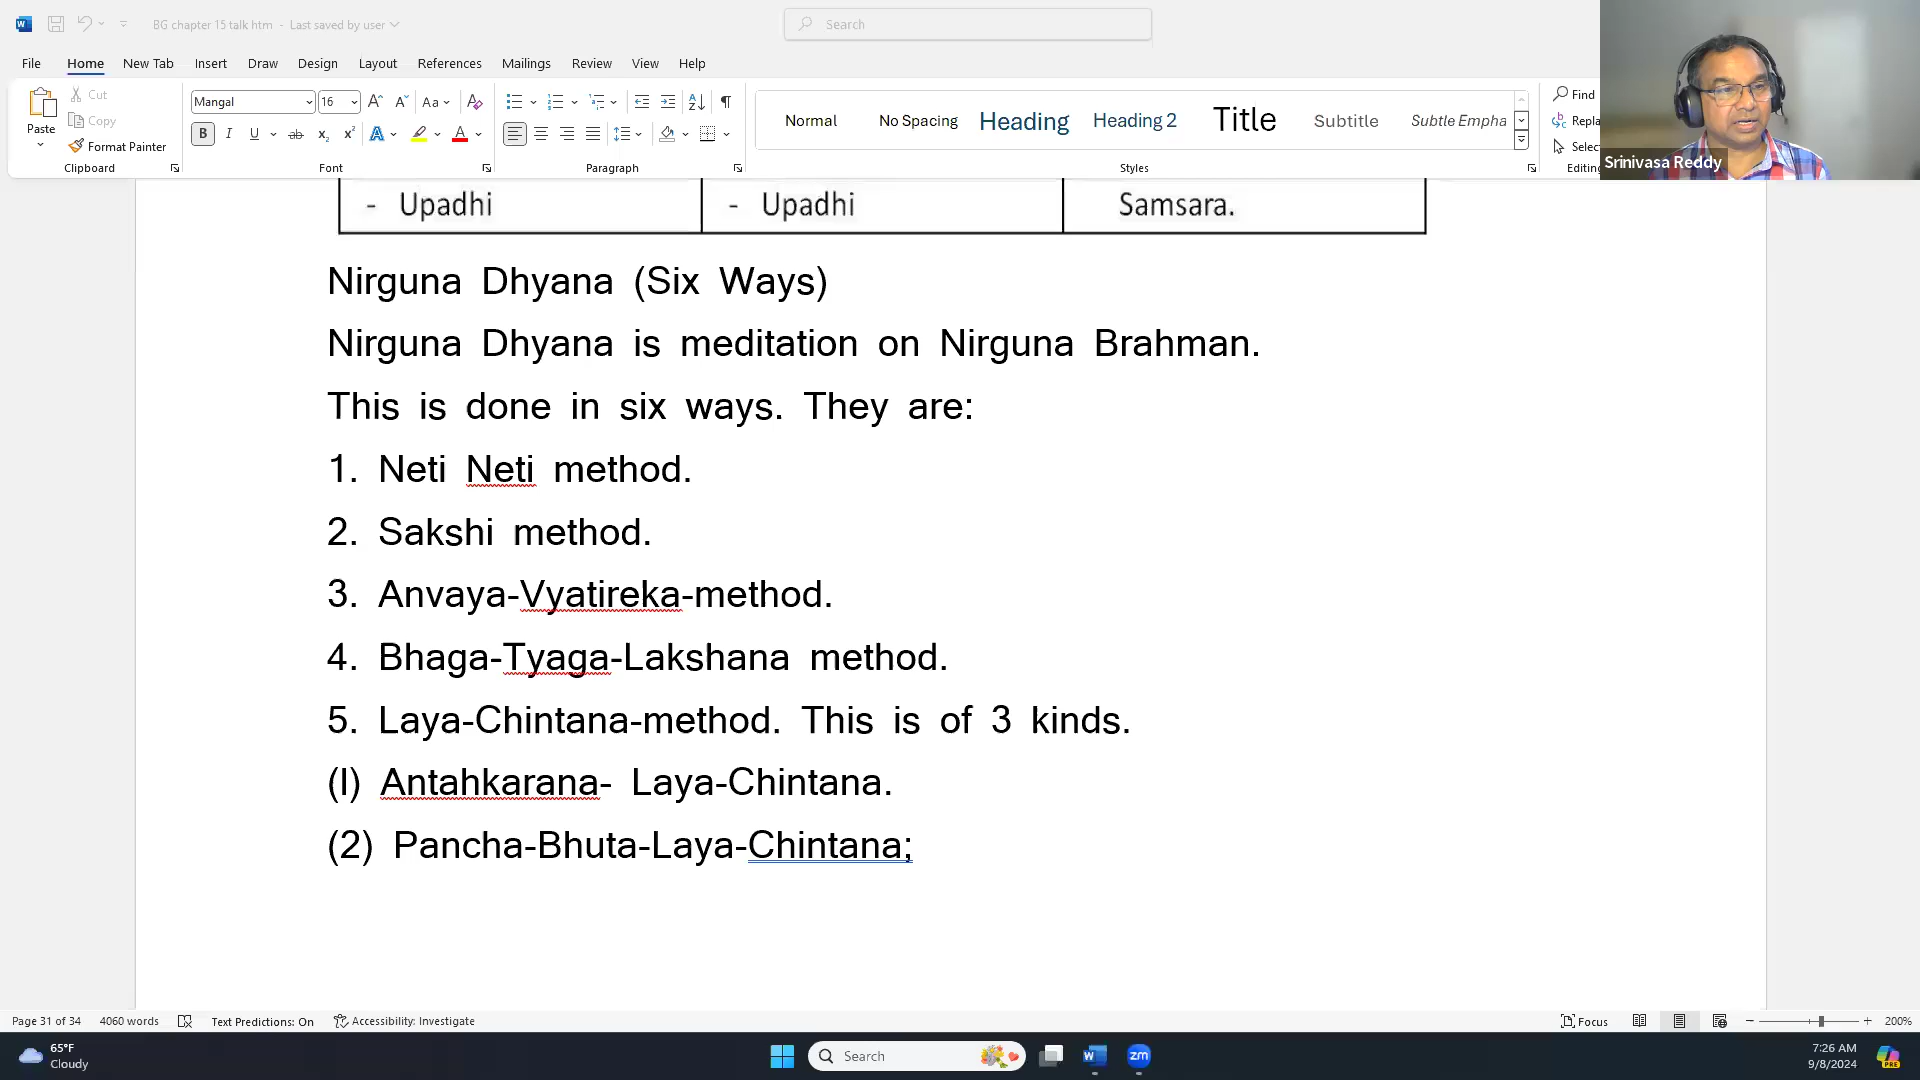 BG chapter 15 talk htm - Last saved by user
Search
File Home New Tab Insert Draw Design Layout References Mailings Review View Help
Paste
Cut
Copy
Format Painter
Clipboard
Mangal 16
Font
Paragraph
Normal No Spacing Heading Heading 2 Title Subtitle Subtle Empha
Styles
Find
Repla
Selec
Editing
Srinivasa Reddy
- Upadhi - Upadhi Samsara.
Nirguna Dhyana (Six Ways)
Nirguna Dhyana is meditation on Nirguna Brahman.
This is done in six ways. They are:
1. Neti Neti method.
2. Sakshi method.
3. Anvaya-Vyatireka-method.
4. Bhaga-Tyaga-Lakshana method.
5. Laya-Chintana-method. This is of 3 kinds.
(l) Antahkarana- Laya-Chintana.
(2) Pancha-Bhuta-Laya-Chintana;
Page 31 of 34 4060 words Text Predictions: On Accessibility: Investigate Focus 200%
65°F
Cloudy
Search
zm
7:26 AM
9/8/2024
PRE